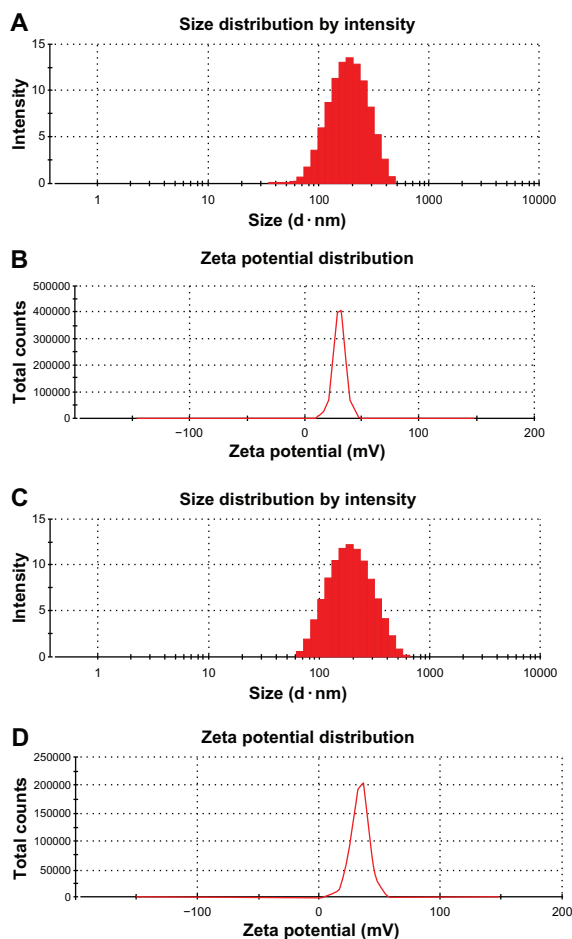 A
Size distribution by intensity
15
10
5
0
Intensity
1 10 100 1000 10000
Size (d·nm)
B
Zeta potential distribution
500000
400000
300000
200000
100000
0
Total counts
−100 0 100 200
Zeta potential (mV)
C
Size distribution by intensity
15
10
5
0
Intensity
1 10 100 1000 10000
Size (d·nm)
D
Zeta potential distribution
250000
200000
150000
100000
50000
0
Total counts
−100 0 100 200
Zeta potential (mV)